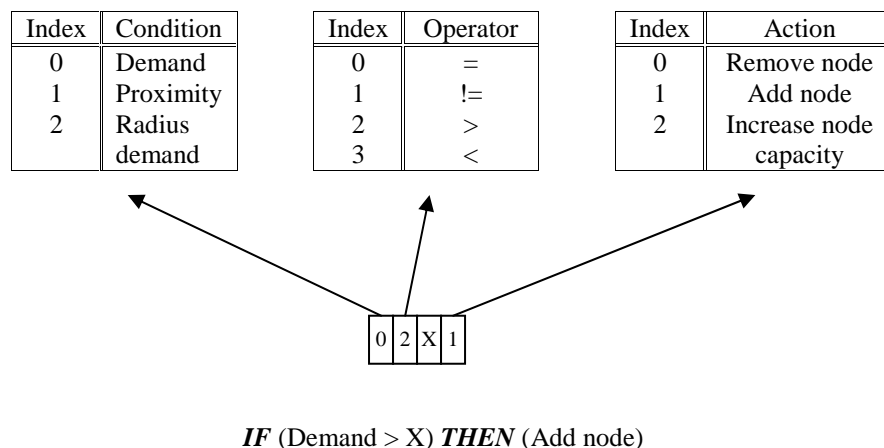 Index Condition
0 Demand
1 Proximity
2 Radius
demand
Index Operator
0 =
1 !=
2 >
3 <
Index Action
0 Remove node
1 Add node
2 Increase node
capacity
0 2 X 1
IF (Demand > X) THEN (Add node)